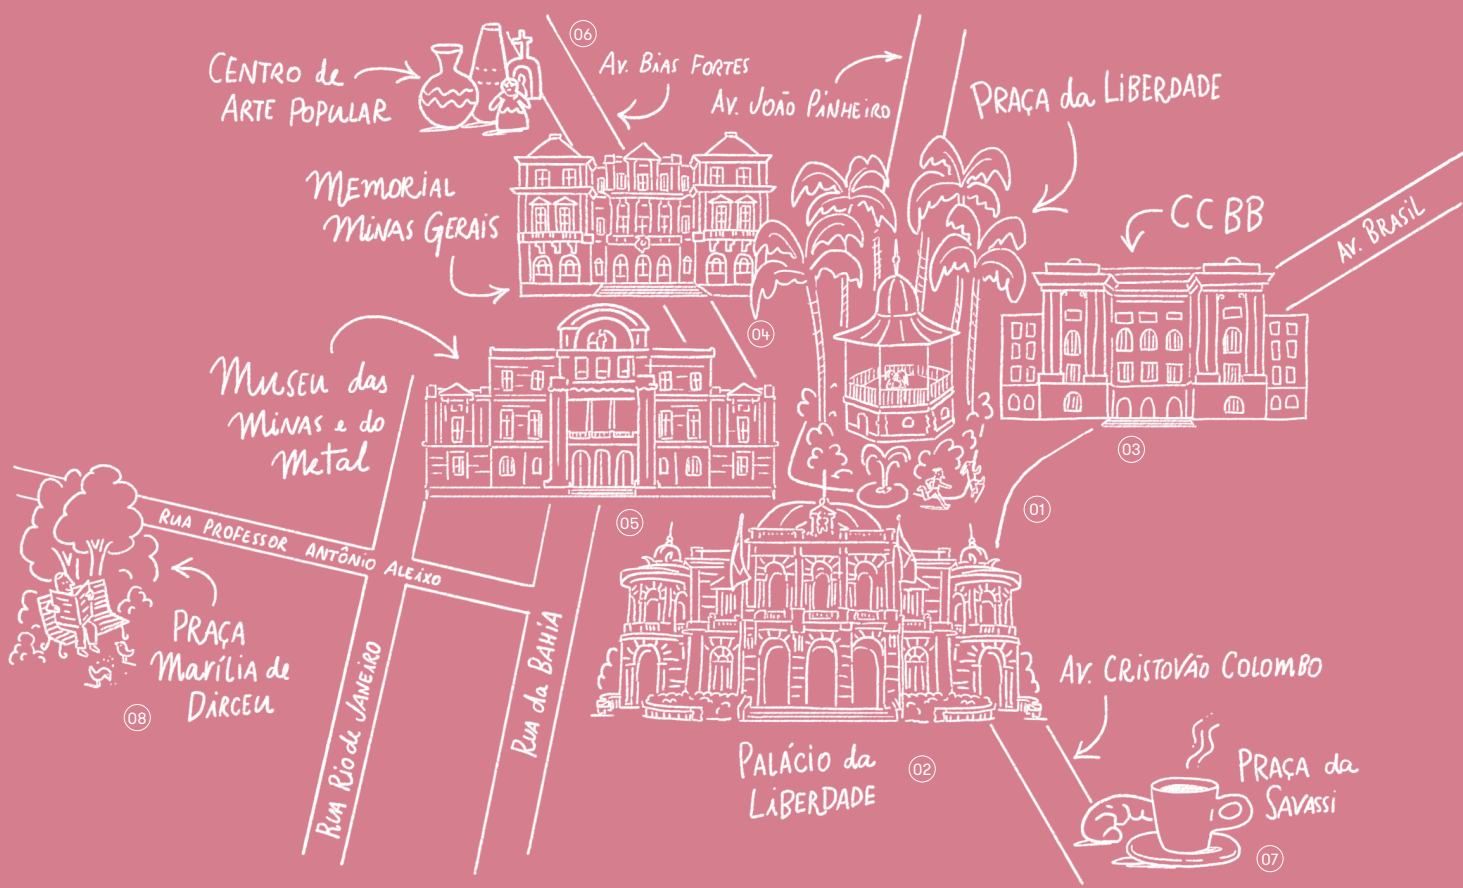 06
CENTRO de
ARTE POPULAR
AV. BIAS FORTES
AV. JOÃO PINHEIRO
PRAÇA da LIBERDADE
MEMORIAL
MINAS GERAIS
CCBB
AV. BRASIL
04
MUSEU das
MINAS e do
Metal
03
01
05
RUA PROFESSOR ANTÔNIO ALEIXO
PRAÇA
Marília de
DIRCEU
08
RUA RIO de JANEIRO
RUA da BAHIA
AV. CRISTOVÃO COLOMBO
PALÁCIO da
LIBERDADE
02
PRAÇA da
SAVASSI
07